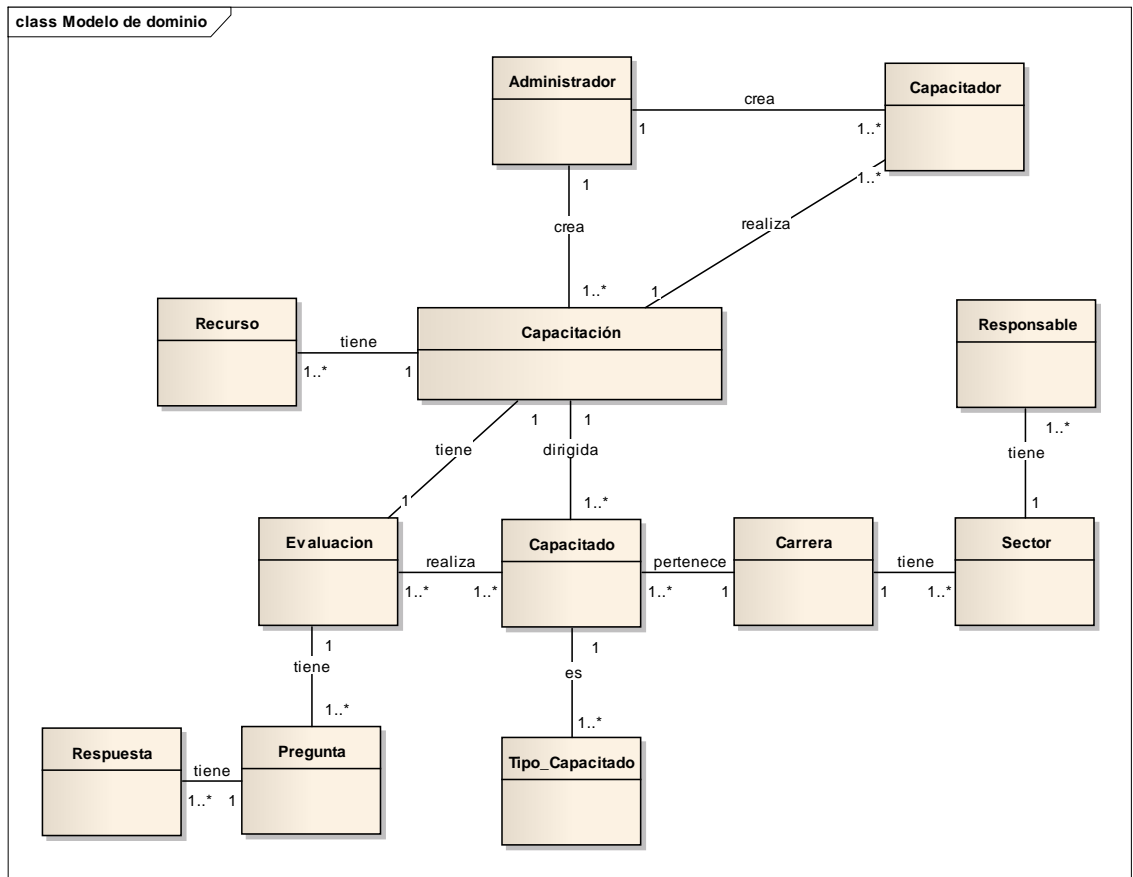 class Modelo de dominio
Administrador
Capacitador
crea
1
1..*
1
1..*
crea
realiza
1..*
1
Recurso
Capacitación
Responsable
tiene
1..*
1
1
1
1..*
tiene
dirigida
tiene
1
1..*
1
Evaluacion
Capacitado
Carrera
Sector
realiza
pertenece
tiene
1..*
1..*
1..*
1
1
1..*
1
1
tiene
es
1..*
1..*
Respuesta
Pregunta
Tipo_Capacitado
tiene
1..*
1